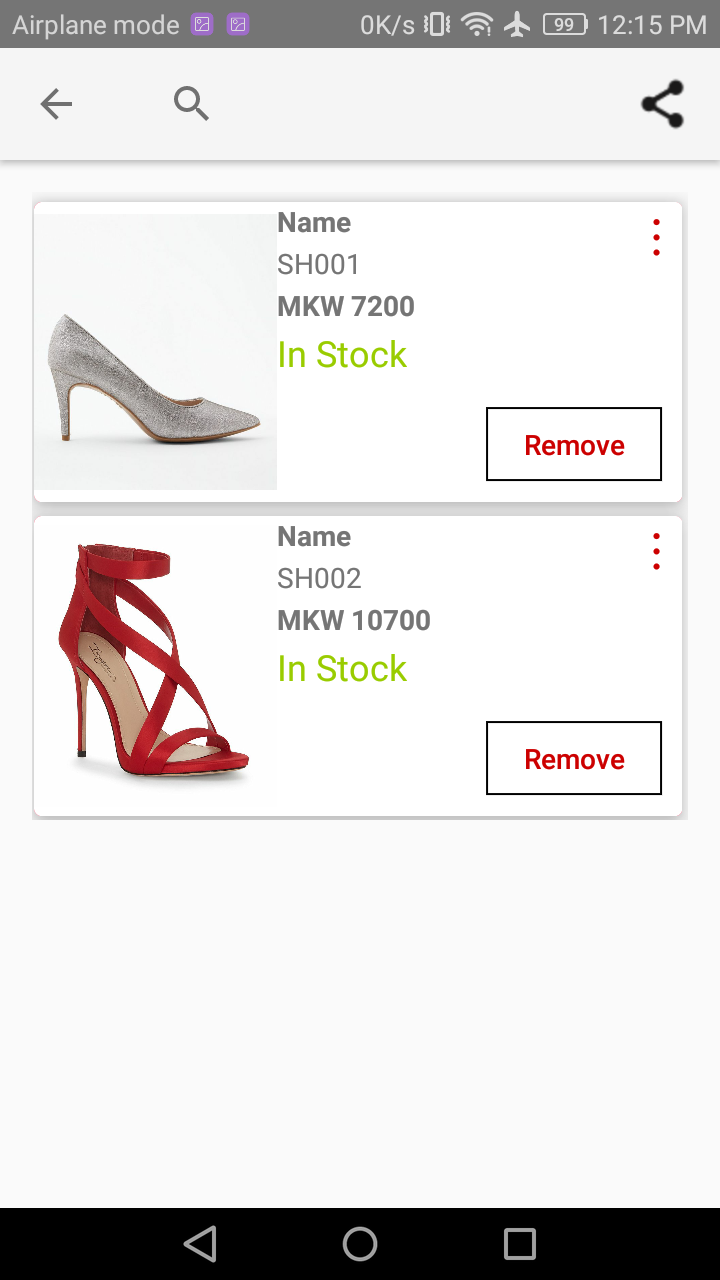 Airplane mode 0K/s 99 12:15 PM
Name
SH001
MKW 7200
In Stock
Remove
Name
SH002
MKW 10700
In Stock
Remove